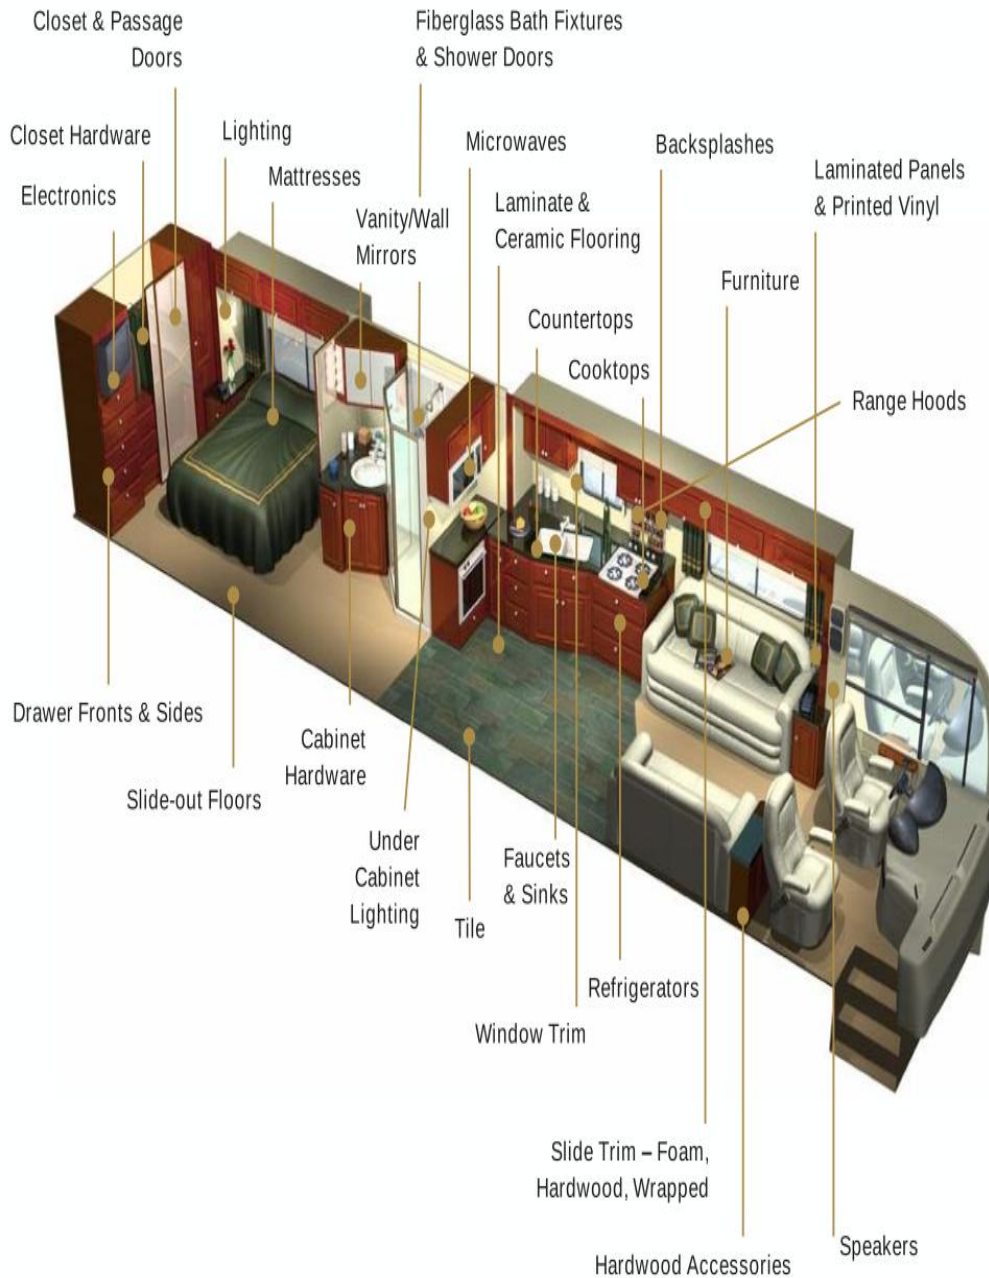 Closet & Passage
Doors
Fiberglass Bath Fixtures
& Shower Doors
Closet Hardware
Lighting
Microwaves
Backsplashes
Electronics
Mattresses
Laminated Panels
& Printed Vinyl
Vanity/Wall
Mirrors
Laminate &
Ceramic Flooring
Furniture
Countertops
Cooktops
Range Hoods
Drawer Fronts & Sides
Cabinet
Hardware
Slide-out Floors
Under
Cabinet
Lighting
Faucets
& Sinks
Tile
Refrigerators
Window Trim
Slide Trim – Foam,
Hardwood, Wrapped
Speakers
Hardwood Accessories